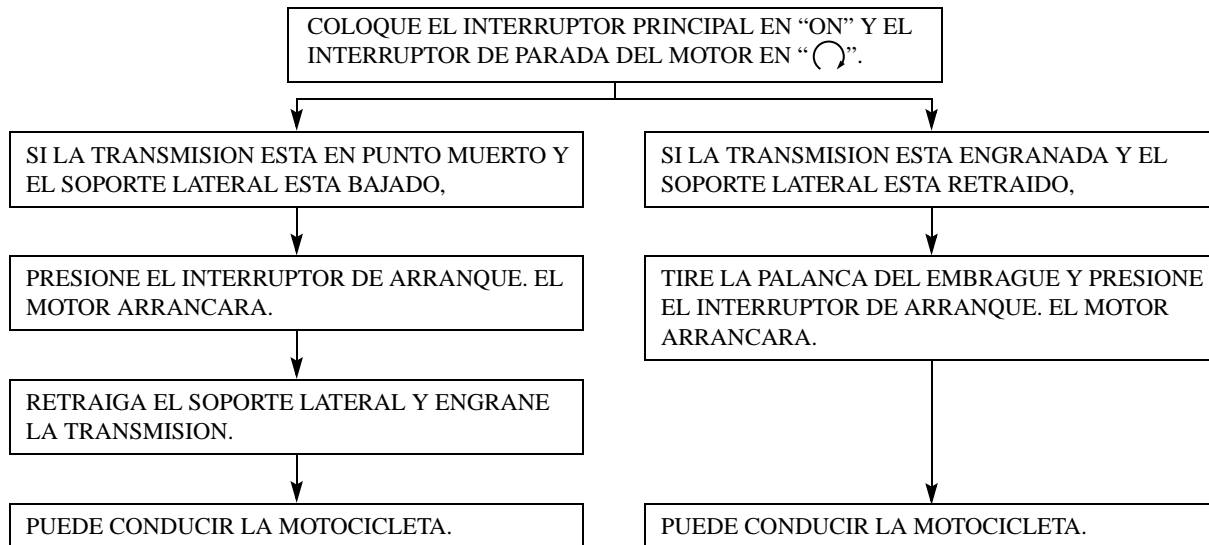 COLOQUE EL INTERRUPTOR PRINCIPAL EN “ON” Y EL
INTERRUPTOR DE PARADA DEL MOTOR EN “ ”.
SI LA TRANSMISION ESTA EN PUNTO MUERTO Y
EL SOPORTE LATERAL ESTA BAJADO,
PRESIONE EL INTERRUPTOR DE ARRANQUE. EL
MOTOR ARRANCARA.
RETRAIGA EL SOPORTE LATERAL Y ENGRANE
LA TRANSMISION.
PUEDE CONDUCIR LA MOTOCICLETA.
SI LA TRANSMISION ESTA ENGRANADA Y EL
SOPORTE LATERAL ESTA RETRAIDO,
TIRE LA PALANCA DEL EMBRAGUE Y PRESIONE
EL INTERRUPTOR DE ARRANQUE. EL MOTOR
ARRANCARA.
PUEDE CONDUCIR LA MOTOCICLETA.